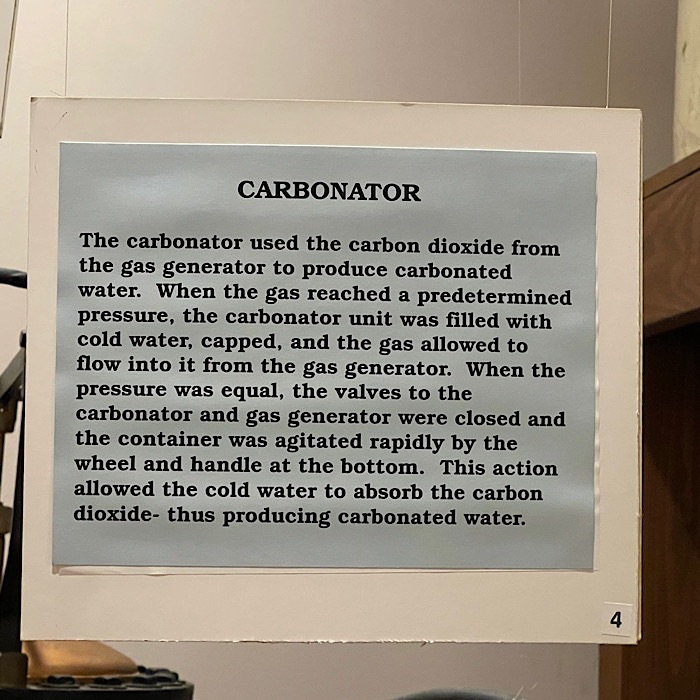 CARBONATOR
The carbonator used the carbon dioxide from
the gas generator to produce carbonated
water.  When the gas reached a predetermined
pressure, the carbonator unit was filled with
cold water, capped, and the gas allowed to
flow into it from the gas generator.  When the
pressure was equal, the valves to the
carbonator and gas generator were closed and
the container was agitated rapidly by the
wheel and handle at the bottom.  This action
allowed the cold water to absorb the carbon
dioxide- thus producing carbonated water.
4